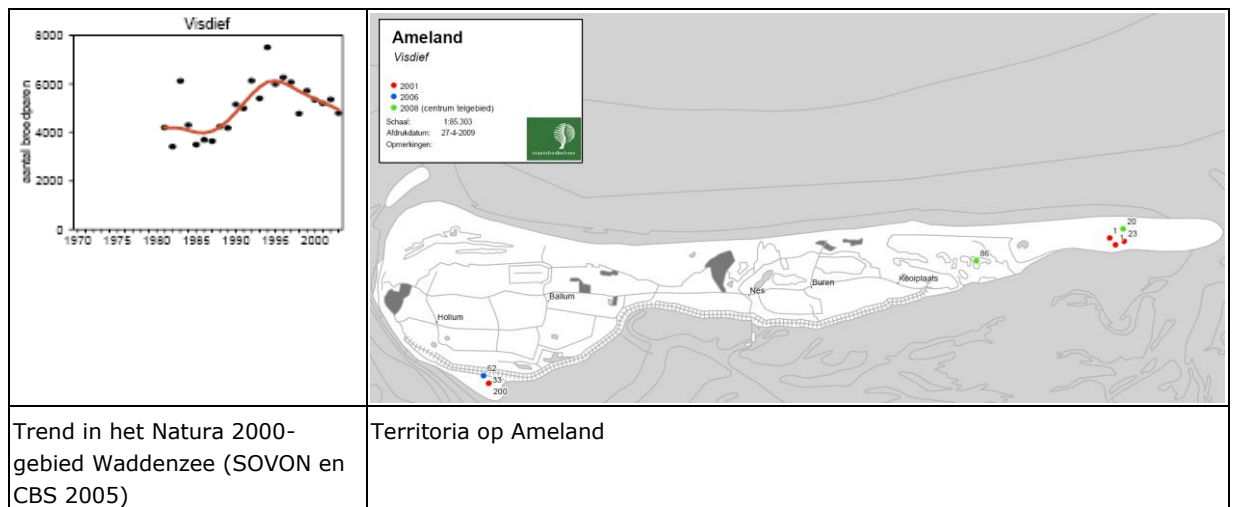 Visdief
8000
6000
4000
2000
0
aantal broedparen
1970 1975 1980 1985 1990 1995 2000
Ameland
Visdief
2001
2006
2008 (centrum telgebied)
Schaal: 1:85.303
Afdrukdatum: 27-4-2009
Opmerkingen:
staatsbosbeheer
20
1 23
1
86
Kooiplaats
Buren
Nes
Ballum
Hollum
62
33
200
Trend in het Natura 2000-
gebied Waddenzee (SOVON en
CBS 2005)
Territoria op Ameland